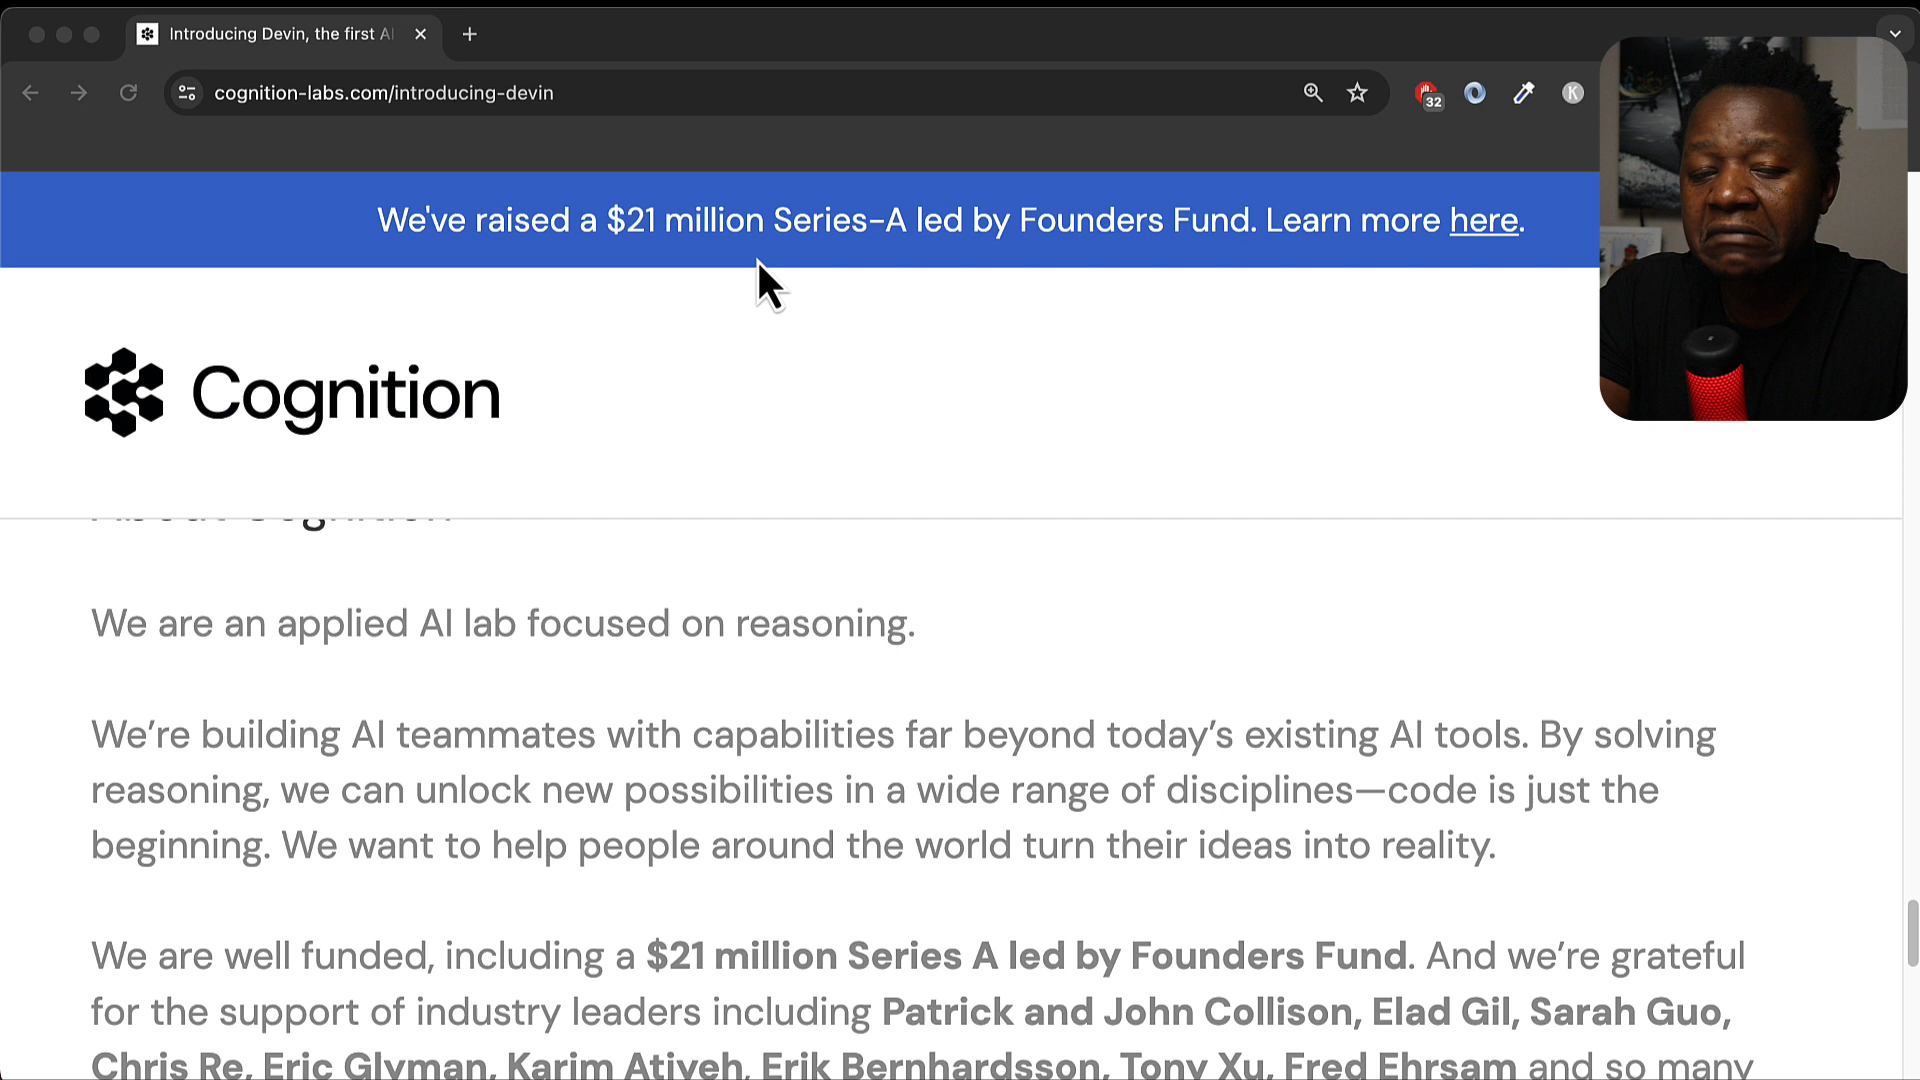 Introducing Devin, the first AI
cognition-labs.com/introducing-devin
32
K
We've raised a $21 million Series-A led by Founders Fund. Learn more here.
Cognition
About Cognition
We are an applied AI lab focused on reasoning.
We’re building AI teammates with capabilities far beyond today’s existing AI tools. By solving
reasoning, we can unlock new possibilities in a wide range of disciplines—code is just the
beginning. We want to help people around the world turn their ideas into reality.
We are well funded, including a $21 million Series A led by Founders Fund. And we’re grateful
for the support of industry leaders including Patrick and John Collison, Elad Gil, Sarah Guo,
Chris Re, Eric Glyman, Karim Atiyeh, Erik Bernhardsson, Tony Xu, Fred Ehrsam and so many